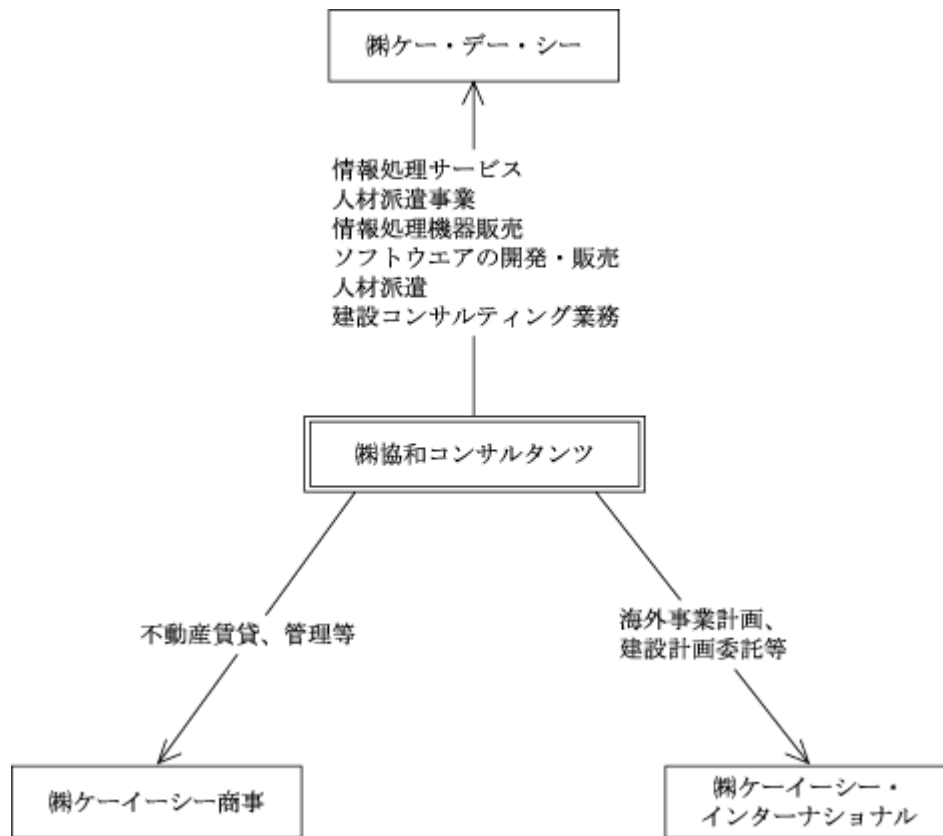 ㈱ケー・デー・シー
情報処理サービス
人材派遣事業
情報処理機器販売
ソフトウエアの開発・販売
人材派遣
建設コンサルティング業務
㈱協和コンサルタンツ
不動産賃貸、管理等
海外事業計画、
建設計画委託等
㈱ケーイーシー商事
㈱ケーイーシー・
インターナショナル